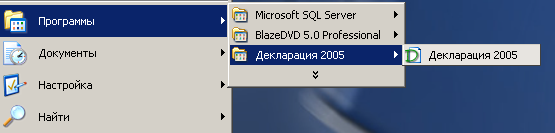 Программы
Документы
Настройка
Найти
Microsoft SQL Server
BlazeDVD 5.0 Professional
Декларация 2005
Декларация 2005